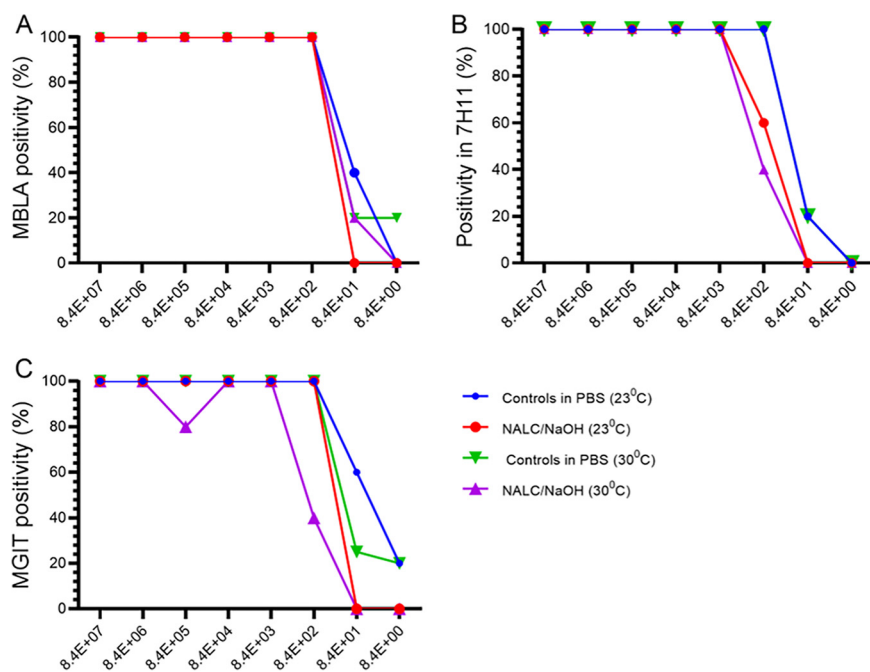 A
MBLA positivity (%)
100
80
60
40
20
0
8.4E+07
8.4E+06
8.4E+05
8.4E+04
8.4E+03
8.4E+02
8.4E+01
8.4E+00
B
Positivity in 7H11 (%)
100
80
60
40
20
0
8.4E+07
8.4E+06
8.4E+05
8.4E+04
8.4E+03
8.4E+02
8.4E+01
8.4E+00
C
MGIT positivity (%)
100
80
60
40
20
0
8.4E+07
8.4E+06
8.4E+05
8.4E+04
8.4E+03
8.4E+02
8.4E+01
8.4E+00
Controls in PBS (23⁰C)
NALC/NaOH (23⁰C)
Controls in PBS (30⁰C)
NALC/NaOH (30⁰C)